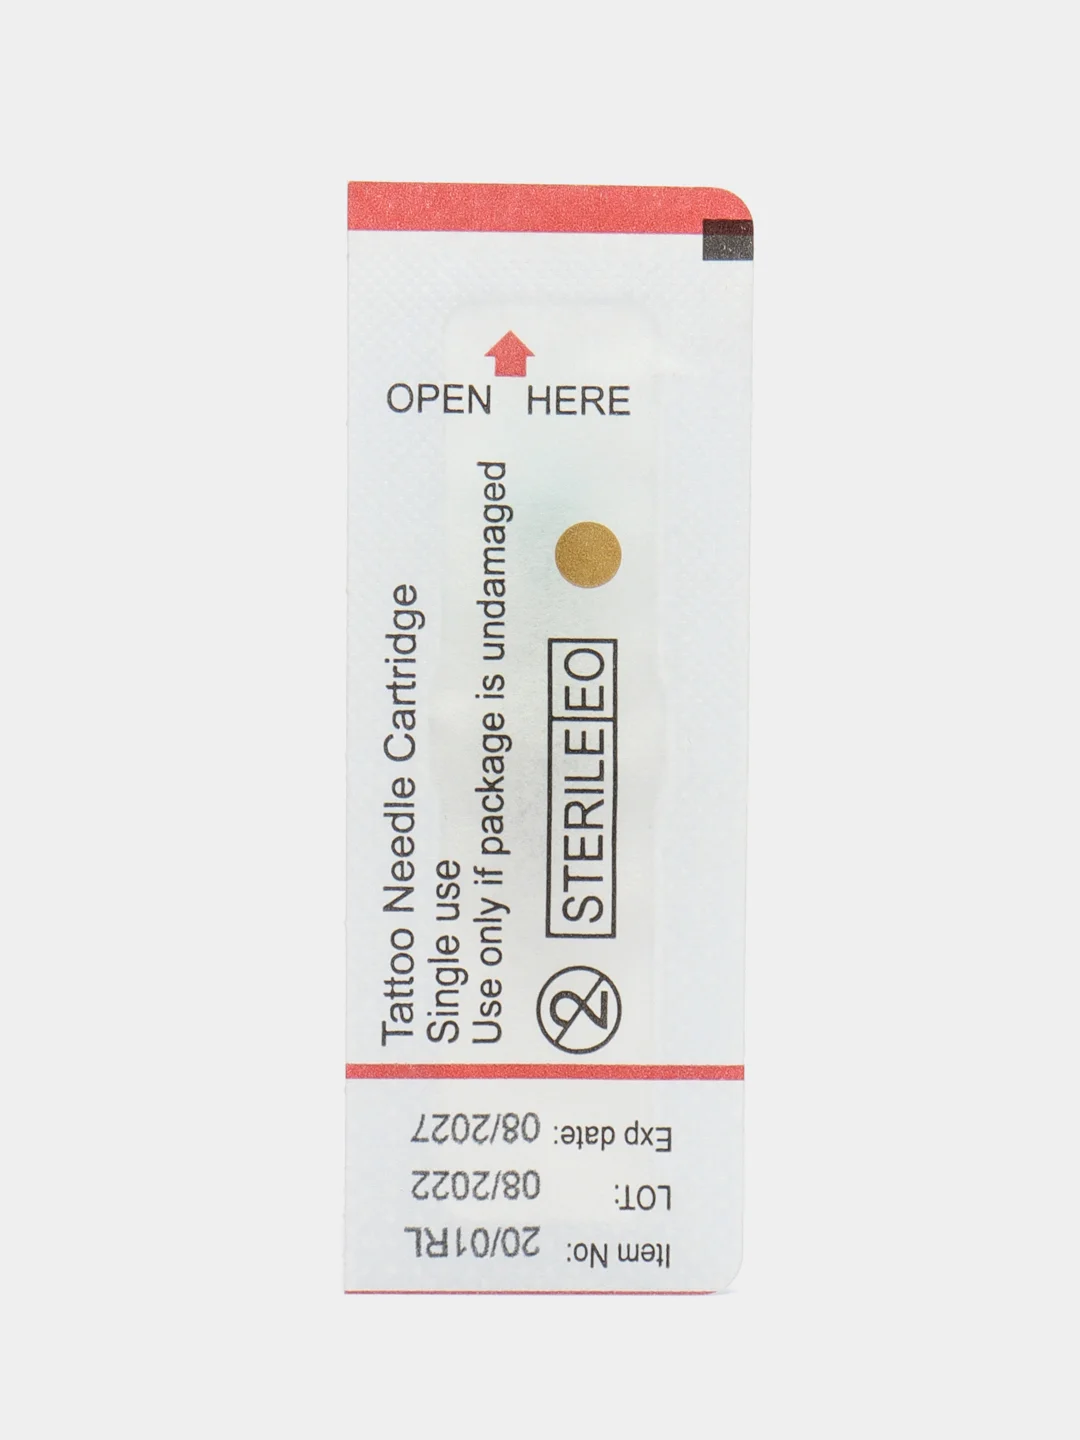 OPEN HERE
Tattoo Needle Cartridge
Single use
Use only if package is undamaged
STERILE EO
2
Item No: 20/01RL
LOT: 08/2022
Exp date: 08/2027